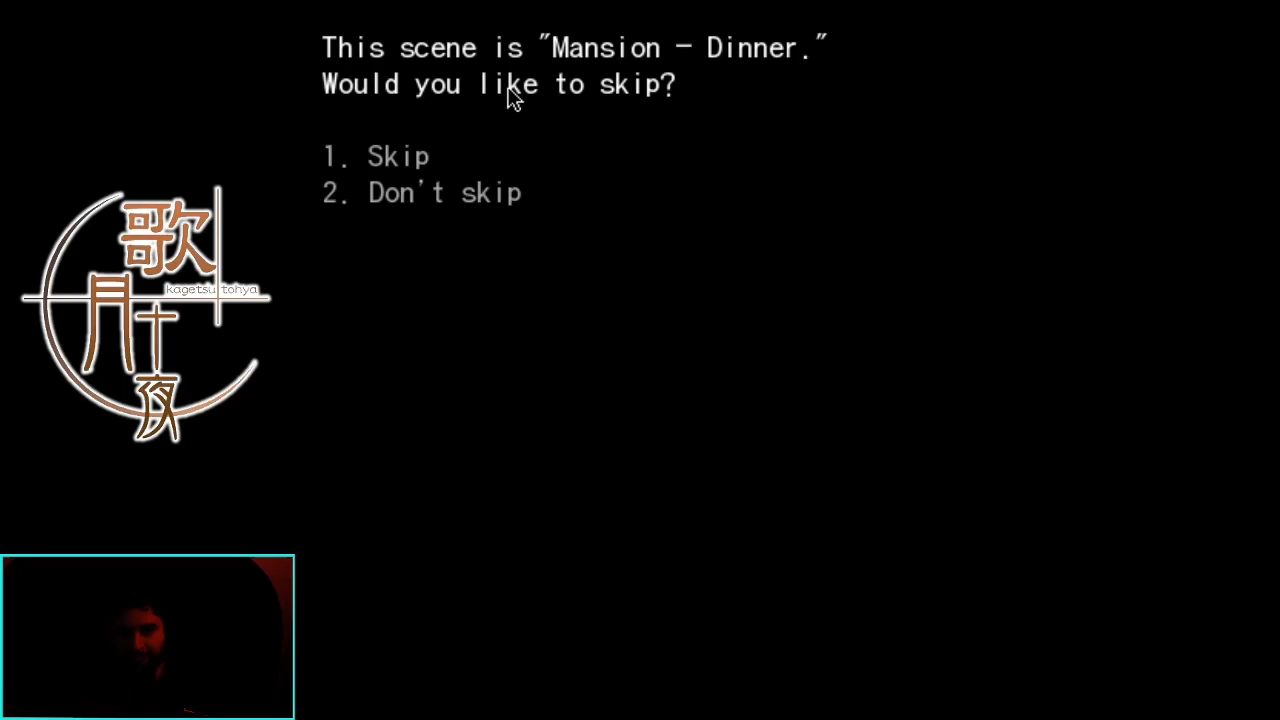 This scene is "Mansion – Dinner."
Would you like to skip?
1. Skip
2. Don't skip
歌
kagetsu tohya
月
十
夜